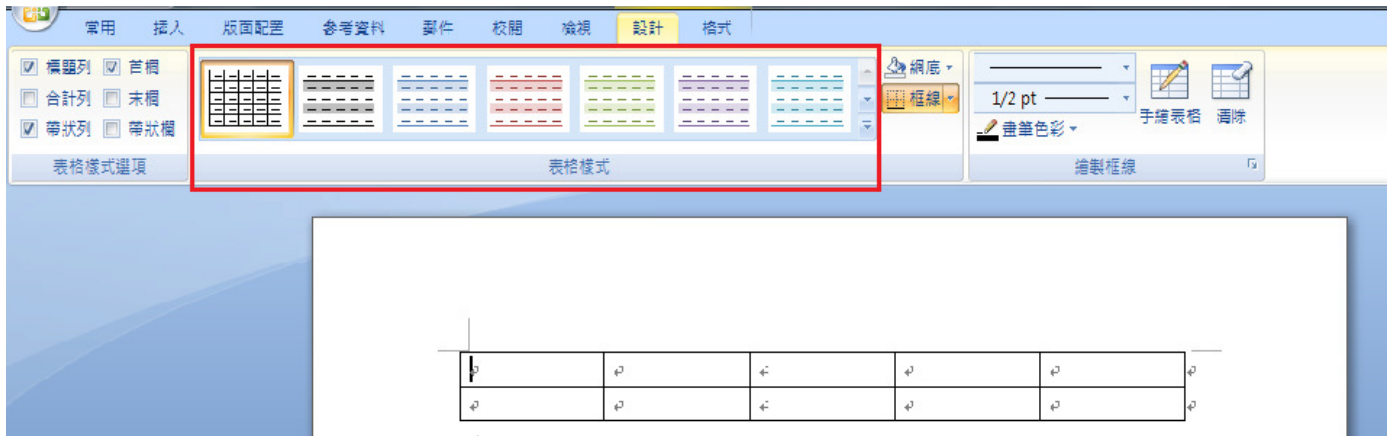 常用 插入 版面配置 參考資料 郵件 校閱 檢視 設計 格式
標題列 首欄
合計列 末欄
帶狀列 帶狀欄
表格樣式選項
表格樣式
網底
框線
1/2 pt
畫筆色彩
手繪表格 清除
繪製框線